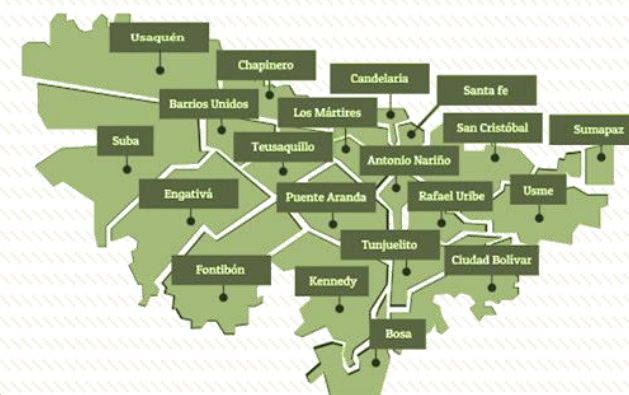 Usaquén
Chapinero
Candelaria
Santa fe
Barrios Unidos
Los Mártires
San Cristóbal
Sumapaz
Suba
Teusaquillo
Antonio Nariño
Engativá
Puente Aranda
Rafael Uribe
Usme
Tunjuelito
Ciudad Bolívar
Fontibón
Kennedy
Bosa